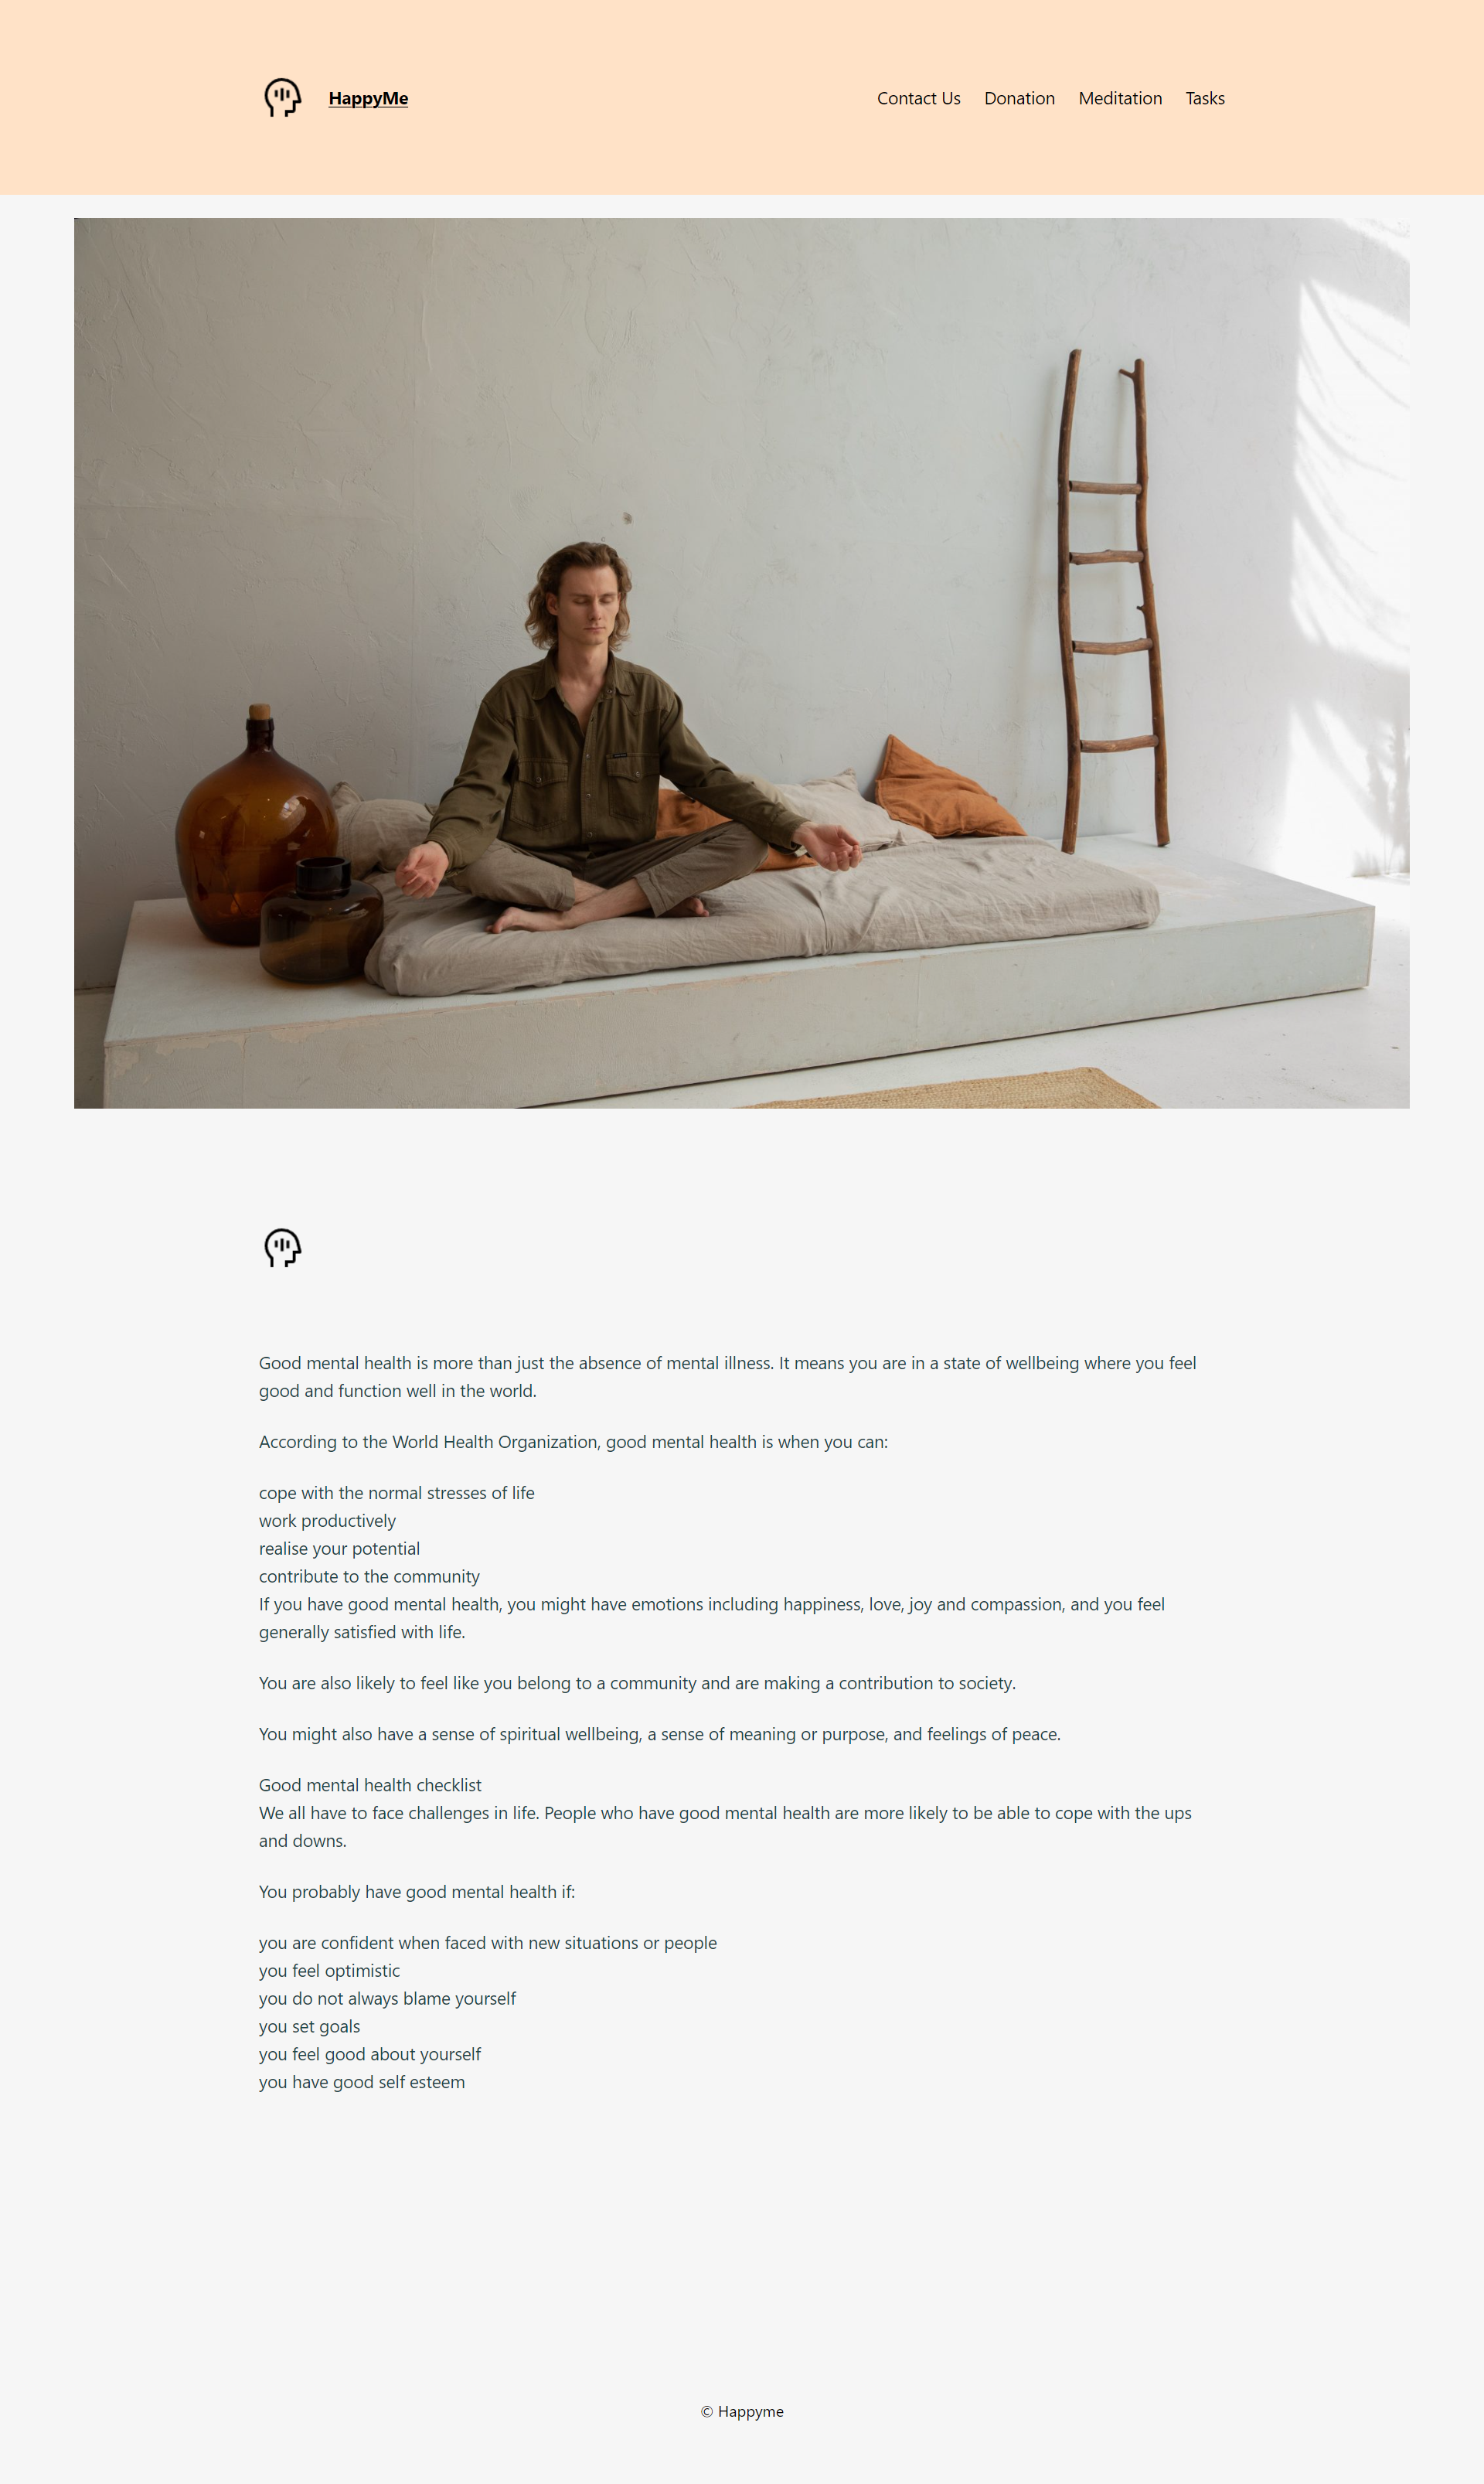 HappyMe
Contact Us Donation Meditation Tasks
Good mental health is more than just the absence of mental illness. It means you are in a state of wellbeing where you feel
good and function well in the world.
According to the World Health Organization, good mental health is when you can:
cope with the normal stresses of life
work productively
realise your potential
contribute to the community
If you have good mental health, you might have emotions including happiness, love, joy and compassion, and you feel
generally satisfied with life.
You are also likely to feel like you belong to a community and are making a contribution to society.
You might also have a sense of spiritual wellbeing, a sense of meaning or purpose, and feelings of peace.
Good mental health checklist
We all have to face challenges in life. People who have good mental health are more likely to be able to cope with the ups
and downs.
You probably have good mental health if:
you are confident when faced with new situations or people
you feel optimistic
you do not always blame yourself
you set goals
you feel good about yourself
you have good self esteem
© Happyme